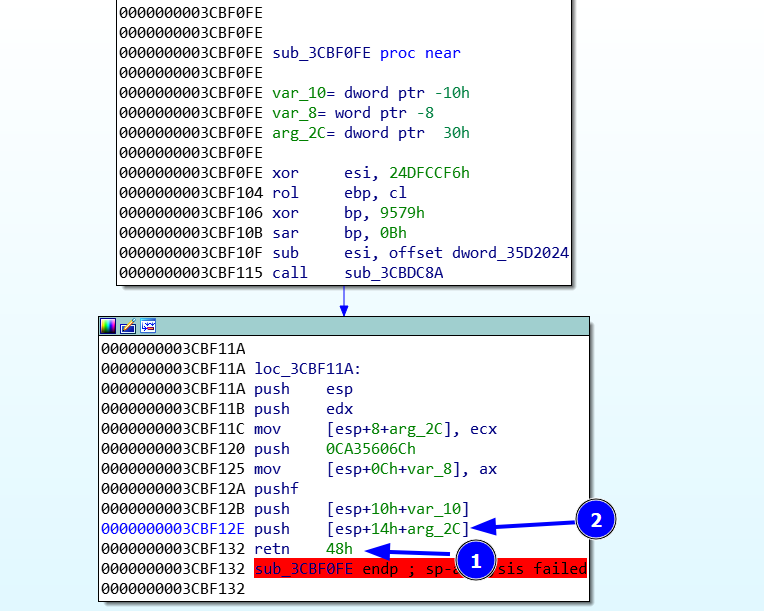 0000000003CBF0FE
0000000003CBF0FE
0000000003CBF0FE sub_3CBF0FE proc near
0000000003CBF0FE
0000000003CBF0FE var_10= dword ptr -10h
0000000003CBF0FE var_8= word ptr -8
0000000003CBF0FE arg_2C= dword ptr  30h
0000000003CBF0FE
0000000003CBF0FE xor     esi, 24DFCCF6h
0000000003CBF104 rol     ebp, cl
0000000003CBF106 xor     bp, 9579h
0000000003CBF10B sar     bp, 0Bh
0000000003CBF10F sub     esi, offset dword_35D2024
0000000003CBF115 call    sub_3CBDC8A
0000000003CBF11A
0000000003CBF11A loc_3CBF11A:
0000000003CBF11A push    esp
0000000003CBF11B push    edx
0000000003CBF11C mov     [esp+8+arg_2C], ecx
0000000003CBF120 push    0CA35606Ch
0000000003CBF125 mov     [esp+0Ch+var_8], ax
0000000003CBF12A pushf
0000000003CBF12B push    [esp+10h+var_10]
0000000003CBF12E push    [esp+14h+arg_2C] 2
0000000003CBF132 retn    48h 1
0000000003CBF132 sub_3CBF0FE endp ; sp- sis failed
0000000003CBF132